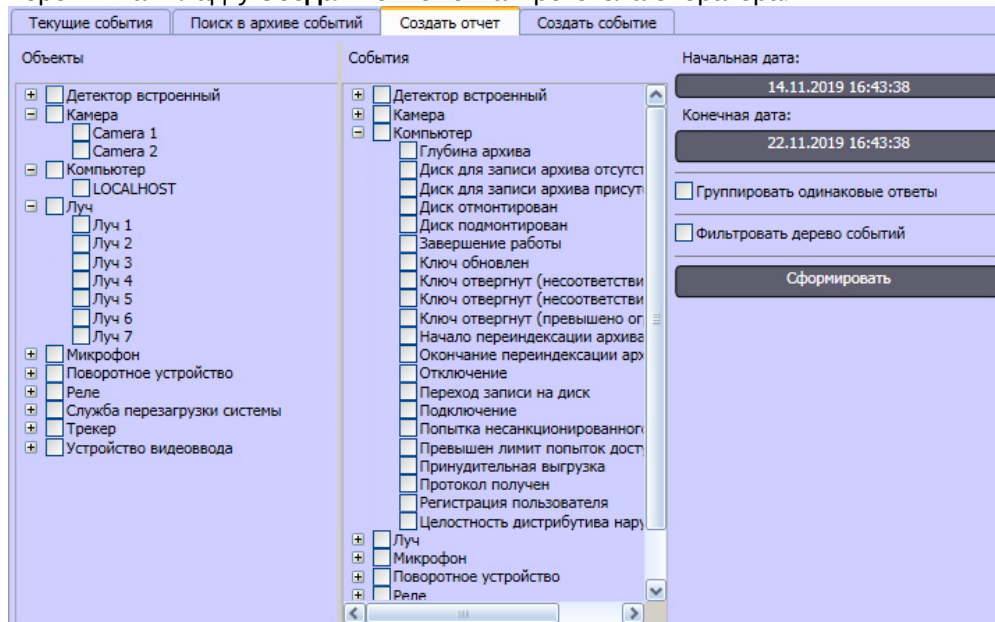 Текущие события
Поиск в архиве событий
Создать отчет
Создать событие
Объекты
Детектор встроенный
Камера
Camera 1
Camera 2
Компьютер
LOCALHOST
Луч
Луч 1
Луч 2
Луч 3
Луч 4
Луч 5
Луч 6
Луч 7
Микрофон
Поворотное устройство
Реле
Служба перезагрузки системы
Трекер
Устройство видеоввода
События
Детектор встроенный
Камера
Компьютер
Глубина архива
Диск для записи архива отсутст
Диск для записи архива присут
Диск отмонтирован
Диск подмонтирован
Завершение работы
Ключ обновлен
Ключ отвергнут (несоответстви
Ключ отвергнут (несоответстви
Ключ отвергнут (превышено ог
Начало переиндексации архива
Окончание переиндексации арх
Отключение
Переход записи на диск
Подключение
Попытка несанкционированног
Превышен лимит попыток дост
Принудительная выгрузка
Протокол получен
Регистрация пользователя
Целостность дистрибутива нару
Луч
Микрофон
Поворотное устройство
Реле
Начальная дата:
14.11.2019 16:43:38
Конечная дата:
22.11.2019 16:43:38
Группировать одинаковые ответы
Фильтровать дерево событий
Сформировать